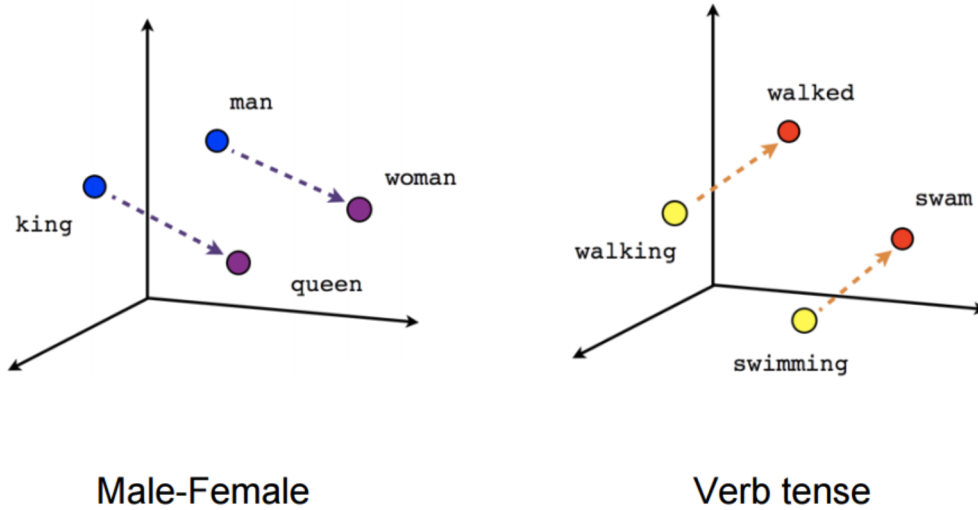 man
woman
king
queen
Male-Female
walked
swam
walking
swimming
Verb tense